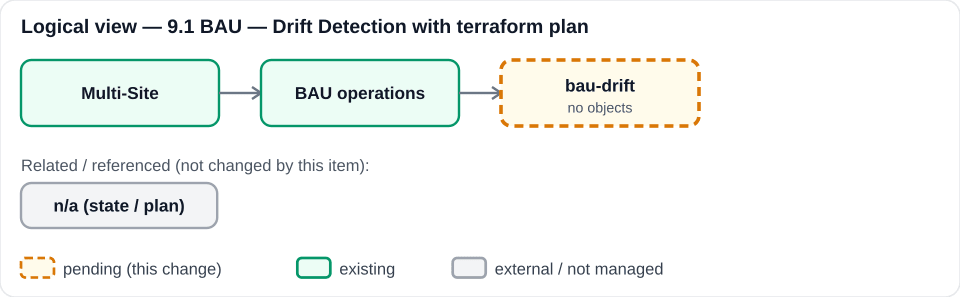 Logical view — 9.1 BAU — Drift Detection with terraform plan
Multi-Site
BAU operations
bau-drift
no objects
Related / referenced (not changed by this item):
n/a (state / plan)
pending (this change)
existing
external / not managed